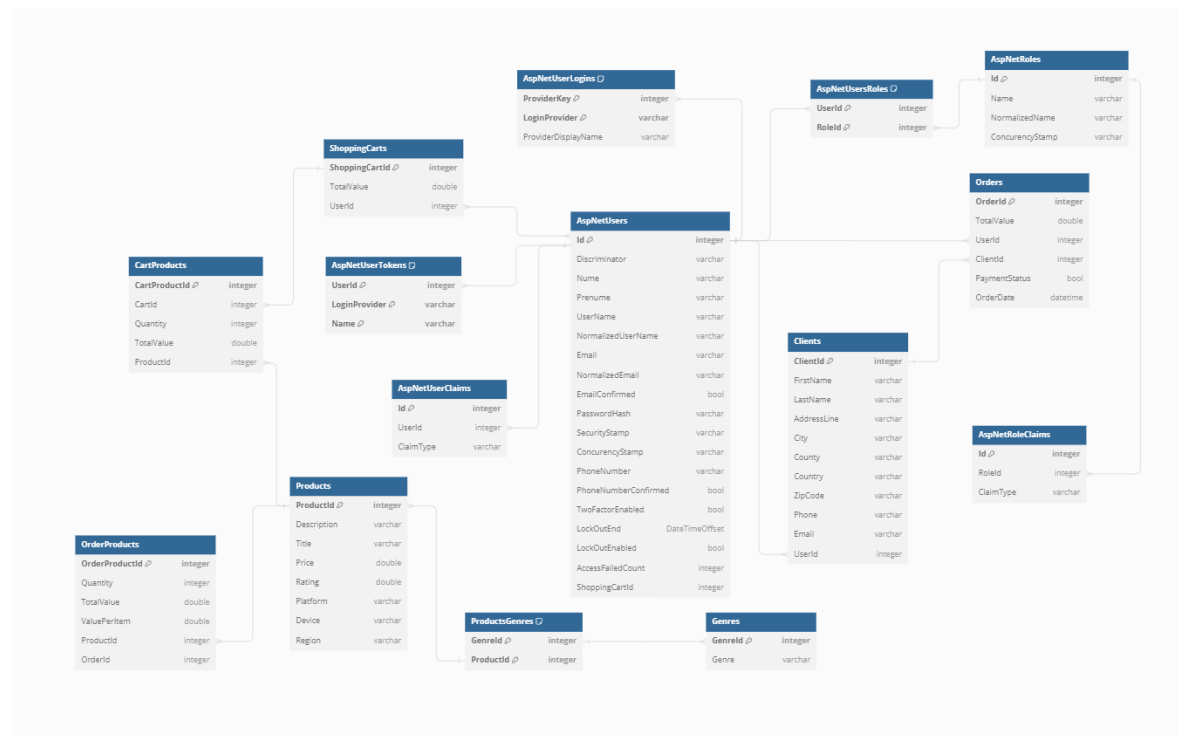 AspNetUserLogins
ProviderKey integer
LoginProvider varchar
ProviderDisplayName varchar
AspNetUsersRoles
UserId integer
RoleId integer
AspNetRoles
Id integer
Name varchar
NormalizedName varchar
ConcurencyStamp varchar
ShoppingCarts
ShoppingCartId integer
TotalValue double
UserId integer
Orders
OrderId integer
TotalValue double
UserId integer
ClientId integer
PaymentStatus bool
OrderDate datetime
AspNetUsers
Id integer
Discriminator varchar
Nume varchar
Prenume varchar
UserName varchar
NormalizedUserName varchar
Email varchar
NormalizedEmail varchar
EmailConfirmed bool
PasswordHash varchar
SecurityStamp varchar
ConcurencyStamp varchar
PhoneNumber varchar
PhoneNumberConfirmed bool
TwoFactorEnabled bool
LockOutEnd DateTimeOffset
LockOutEnabled bool
AccessFailedCount integer
ShoppingCartId integer
CartProducts
CartProductId integer
CartId integer
Quantity integer
TotalValue double
ProductId integer
AspNetUserTokens
UserId integer
LoginProvider varchar
Name varchar
Clients
ClientId integer
FirstName varchar
LastName varchar
AddressLine varchar
City varchar
County varchar
Country varchar
ZipCode varchar
Phone varchar
Email varchar
UserId integer
AspNetUserClaims
Id integer
UserId integer
ClaimType varchar
AspNetRoleClaims
Id integer
RoleId integer
ClaimType varchar
Products
ProductId integer
Description varchar
Title varchar
Price double
Rating double
Platform varchar
Device varchar
Region varchar
OrderProducts
OrderProductId integer
Quantity integer
TotalValue double
ValuePerItem double
ProductId integer
OrderId integer
ProductsGenres
GenreId integer
ProductId integer
Genres
GenreId integer
Genre varchar